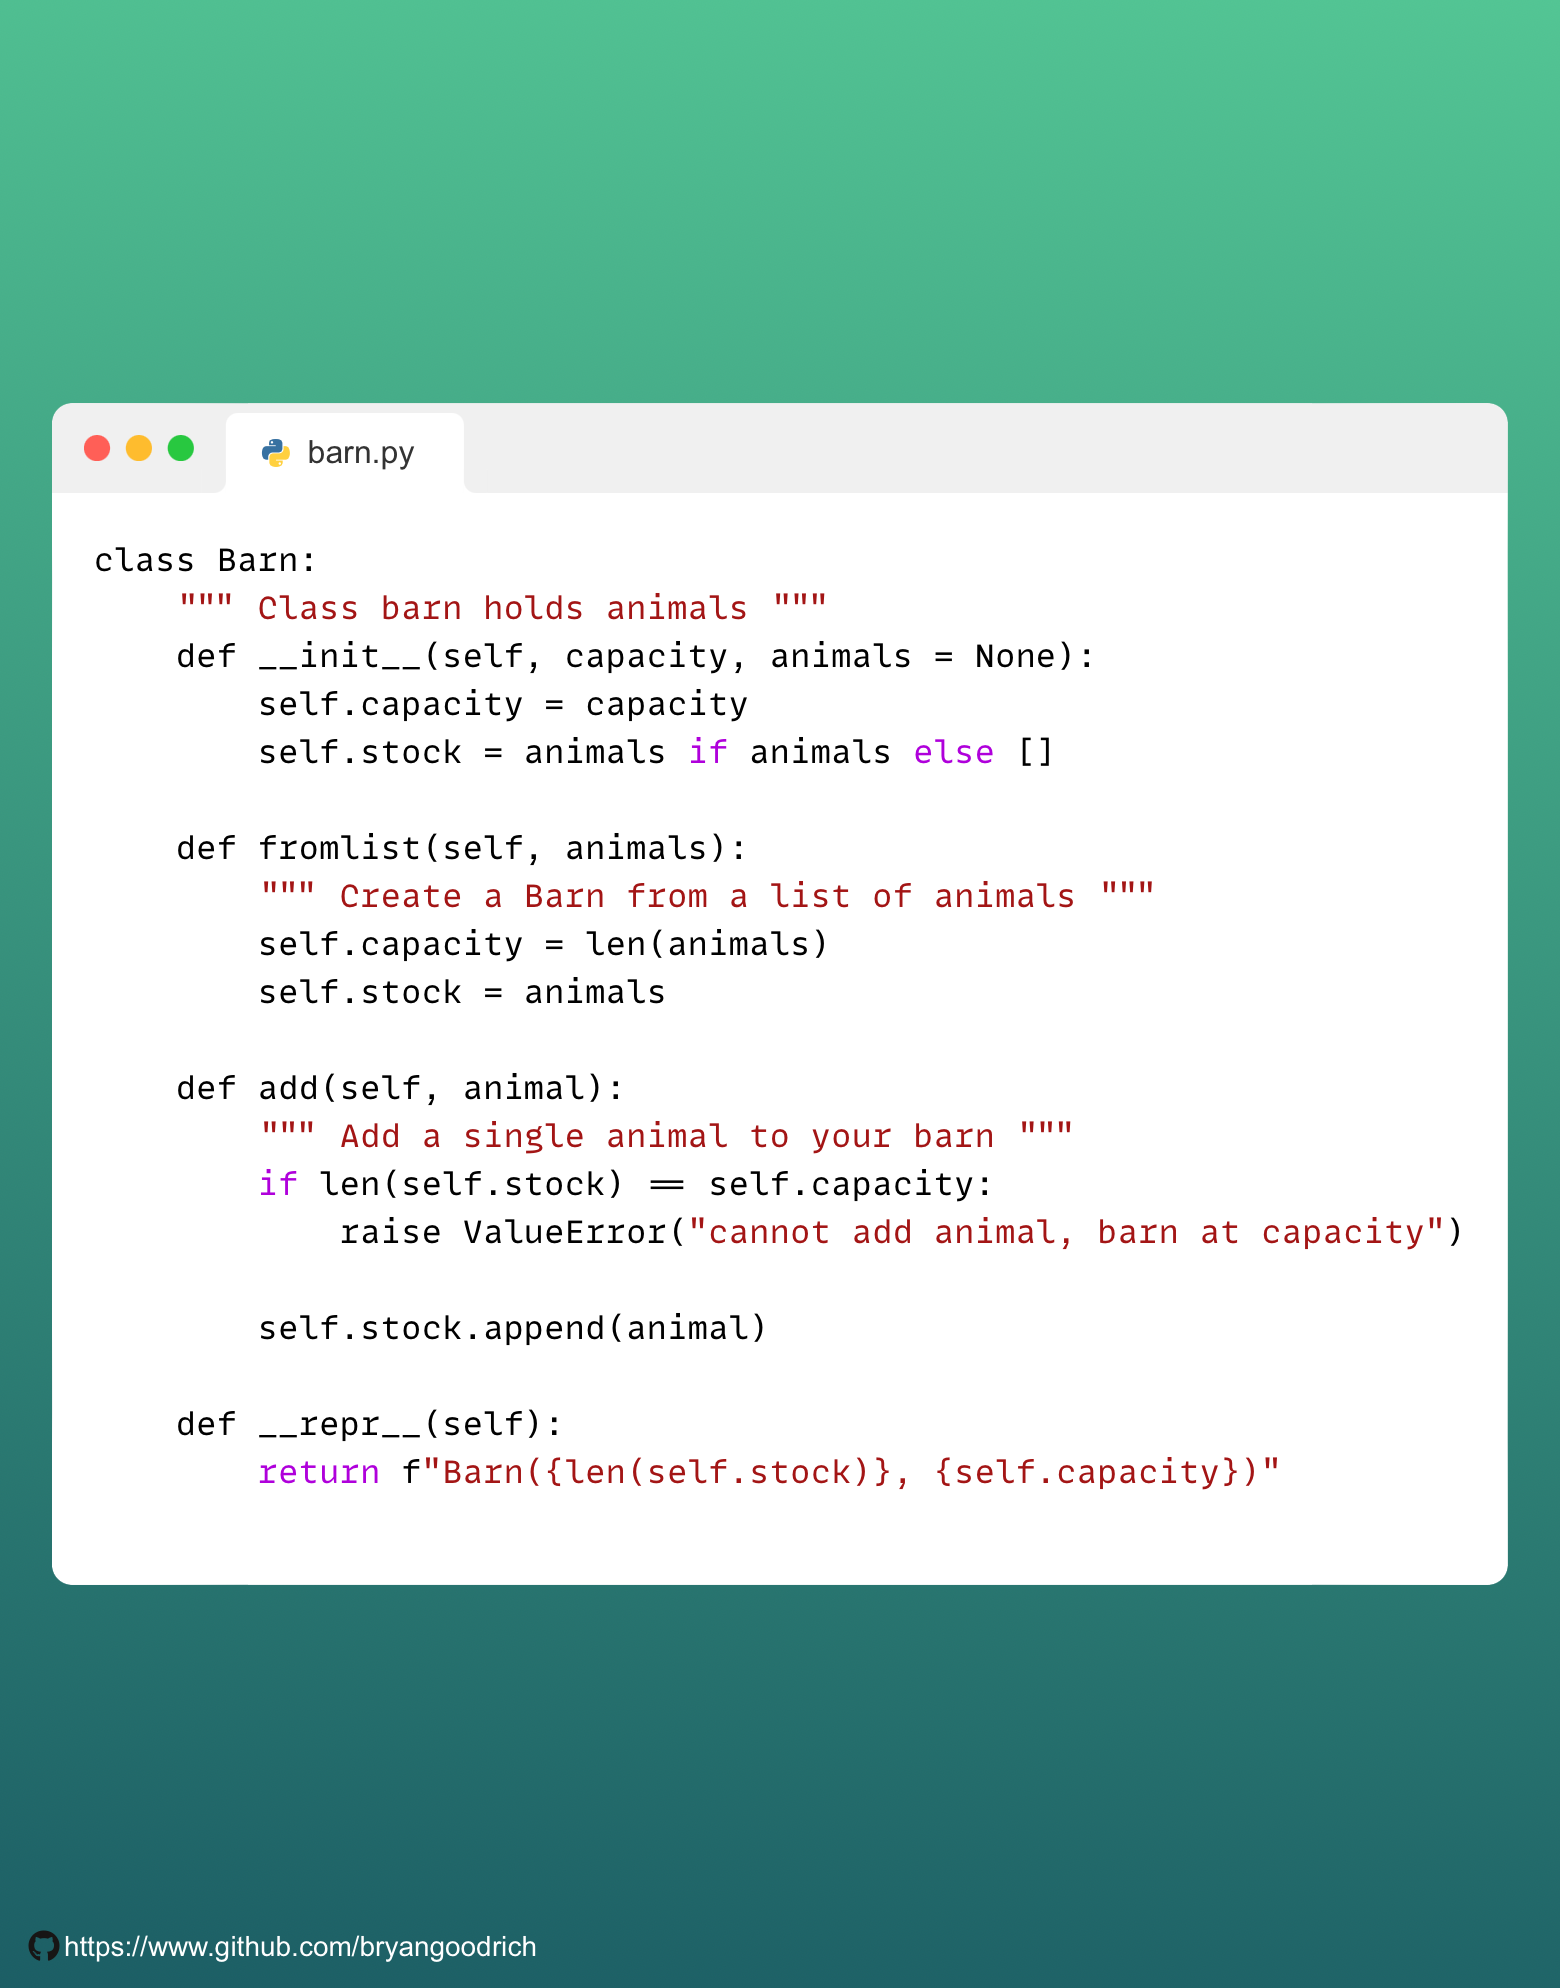 barn.py
class Barn:
    """ Class barn holds animals """
    def __init__(self, capacity, animals = None):
        self.capacity = capacity
        self.stock = animals if animals else []

    def fromlist(self, animals):
        """ Create a Barn from a list of animals """
        self.capacity = len(animals)
        self.stock = animals

    def add(self, animal):
        """ Add a single animal to your barn """
        if len(self.stock) == self.capacity:
            raise ValueError("cannot add animal, barn at capacity")

        self.stock.append(animal)

    def __repr__(self):
        return f"Barn({len(self.stock)}, {self.capacity})"
https://www.github.com/bryangoodrich